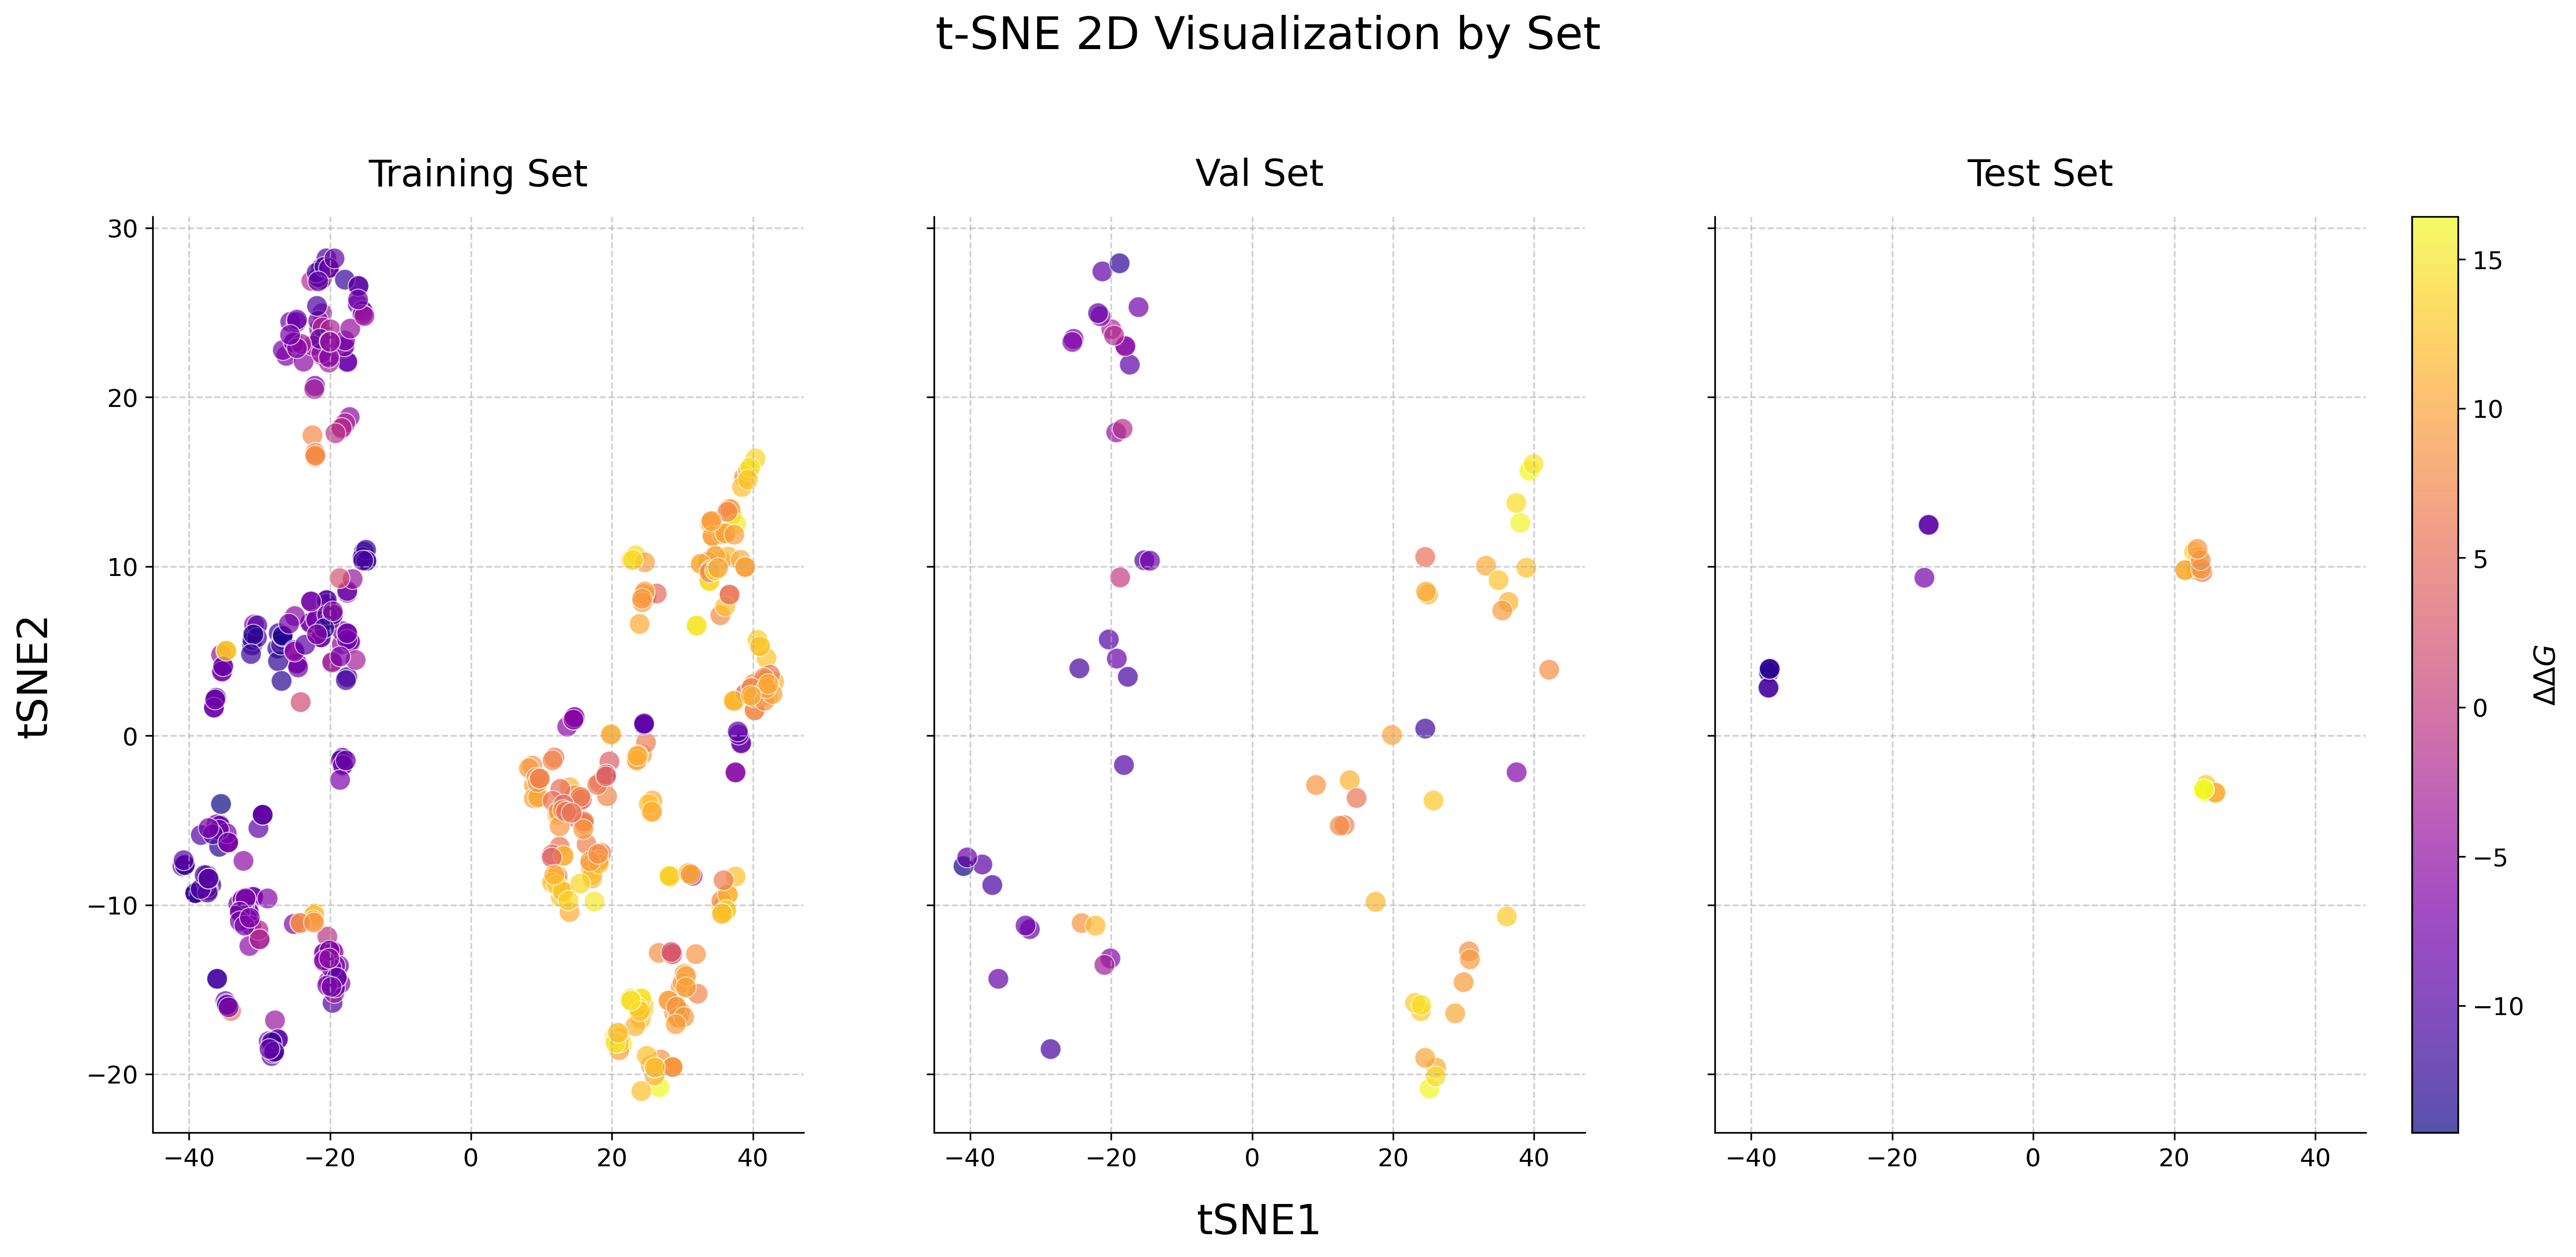 t-SNE 2D Visualization by Set
Training Set
Val Set
Test Set
30
20
10
0
−10
−20
tSNE2
−40 −20 0 20 40
−40 −20 0 20 40
−40 −20 0 20 40
tSNE1
15
10
5
0
−5
−10
ΔΔG